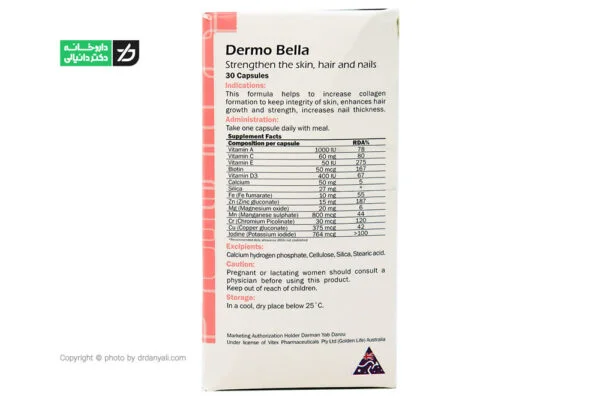 داروخانه
دکتر دانیالی
Dermo Bella
Strengthen the skin, hair and nails
30 Capsules
Indications:
This formula helps to increase collagen
formation to keep integrity of skin, enhances hair
growth and strength, increases nail thickness.
Administration:
Take one capsule daily with meal.
Supplement Facts
Composition per capsule RDA%
Vitamin A 1000 IU 78
Vitamin C 60 mg 80
Vitamin E 50 IU 275
Biotin 50 mcg 167
Vitamin D3 400 IU 67
Calcium 50 mg 5
Silica 27 mg *
Fe (Fe fumarate) 10 mg 55
Zn (Zinc gluconate) 15 mg 187
Mg (Magnesium oxide) 20 mg 6
Mn (Manganese sulphate) 800 mcg 44
Cr (Chromium Picolinate) 30 mcg 120
Cu (Copper gluconate) 375 mcg 42
Iodine (Potassium iodide) 764 mcg >100
*Recommended daily allowance (RDA) not established
Excipients:
Calcium hydrogen phosphate, Cellulose, Silica, Stearic acid.
Caution:
Pregnant or lactating women should consult a
physician before using this product.
Keep out of reach of children.
Storage:
In a cool, dry place below 25˚C.
Marketing Authorization Holder Darman Yab Darou
Under license of Vitex Pharmaceuticals Pty Ltd (Golden Life) Australia
Copyright © photo by drdanyali.com